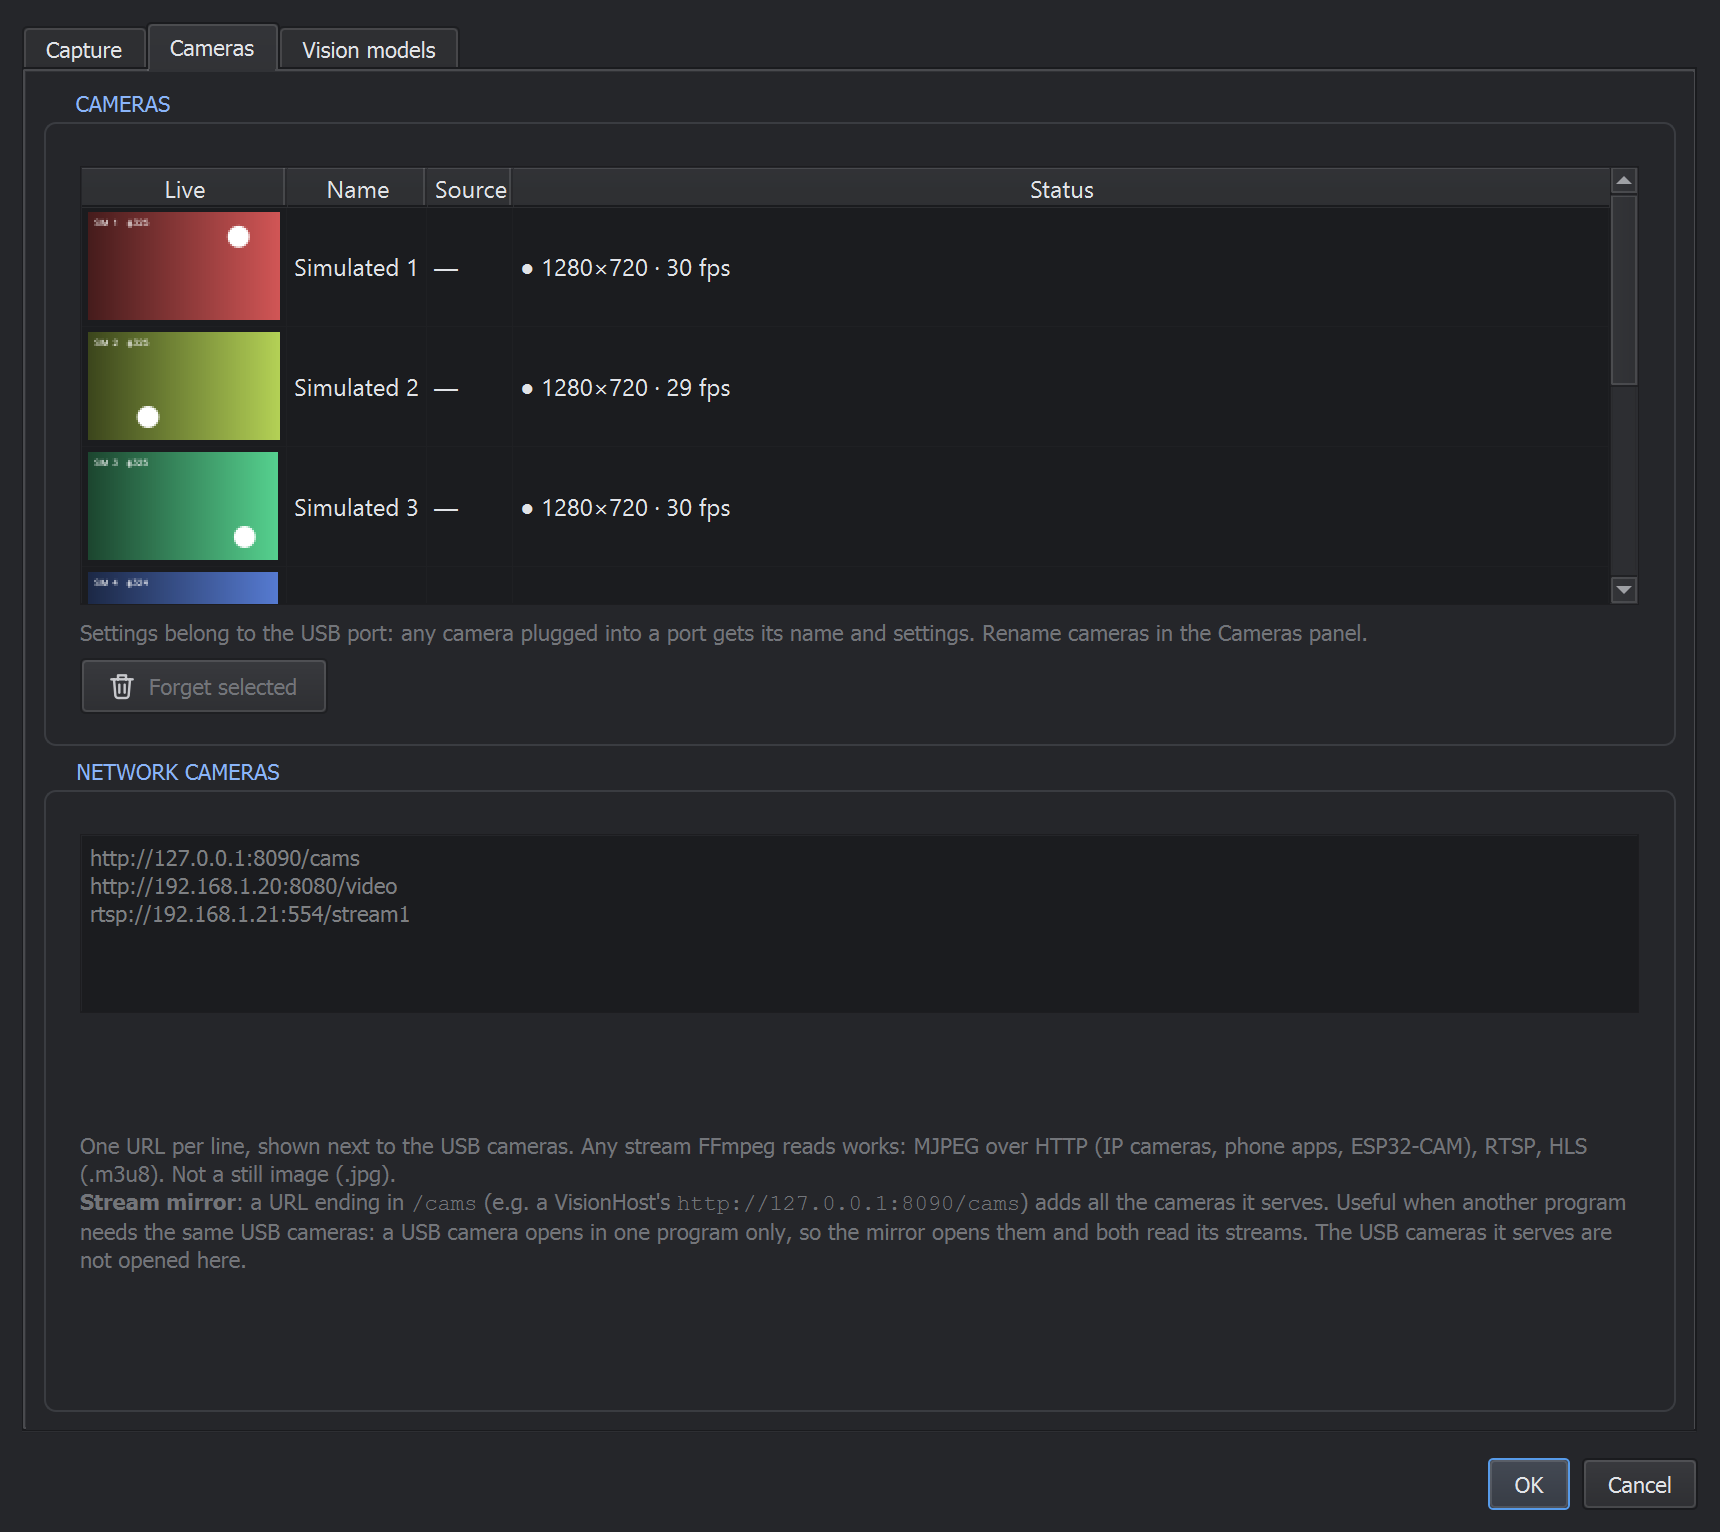 Capture
Cameras
Vision models
CAMERAS
Live
Name
Source
Status
SIM 1
Simulated 1
—
● 1280×720 · 30 fps
SIM 2
Simulated 2
—
● 1280×720 · 29 fps
SIM 3
Simulated 3
—
● 1280×720 · 30 fps
SIM 4
Settings belong to the USB port: any camera plugged into a port gets its name and settings. Rename cameras in the Cameras panel.
Forget selected
NETWORK CAMERAS
http://127.0.0.1:8090/cams
http://192.168.1.20:8080/video
rtsp://192.168.1.21:554/stream1
One URL per line, shown next to the USB cameras. Any stream FFmpeg reads works: MJPEG over HTTP (IP cameras, phone apps, ESP32-CAM), RTSP, HLS
(.m3u8). Not a still image (.jpg).
Stream mirror: a URL ending in /cams (e.g. a VisionHost's http://127.0.0.1:8090/cams) adds all the cameras it serves. Useful when another program
needs the same USB cameras: a USB camera opens in one program only, so the mirror opens them and both read its streams. The USB cameras it serves are
not opened here.
OK
Cancel